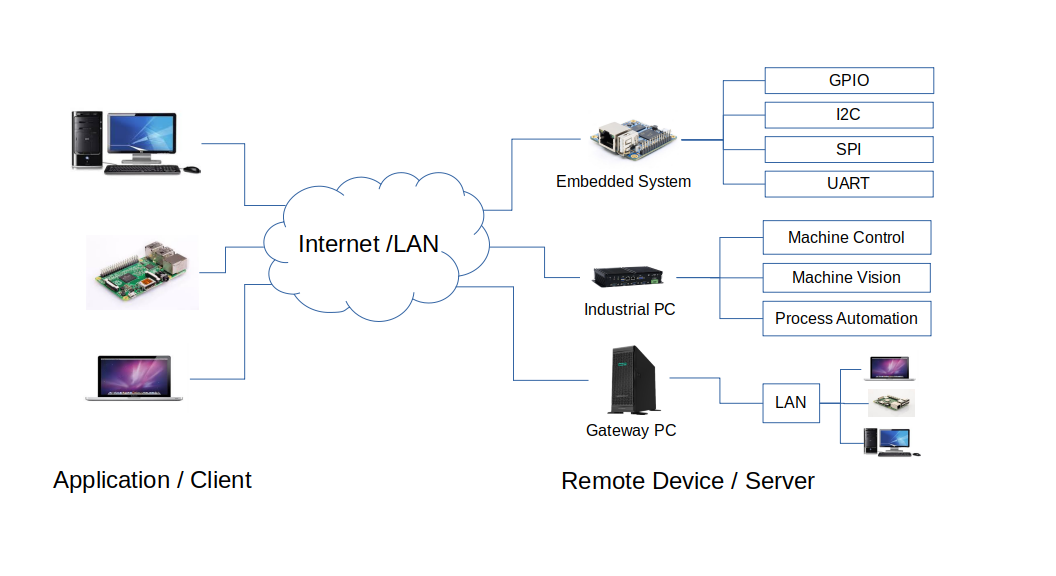 GPIO
I2C
SPI
UART
Embedded System
Internet /LAN
Machine Control
Machine Vision
Process Automation
Industrial PC
LAN
Gateway PC
Application / Client
Remote Device / Server